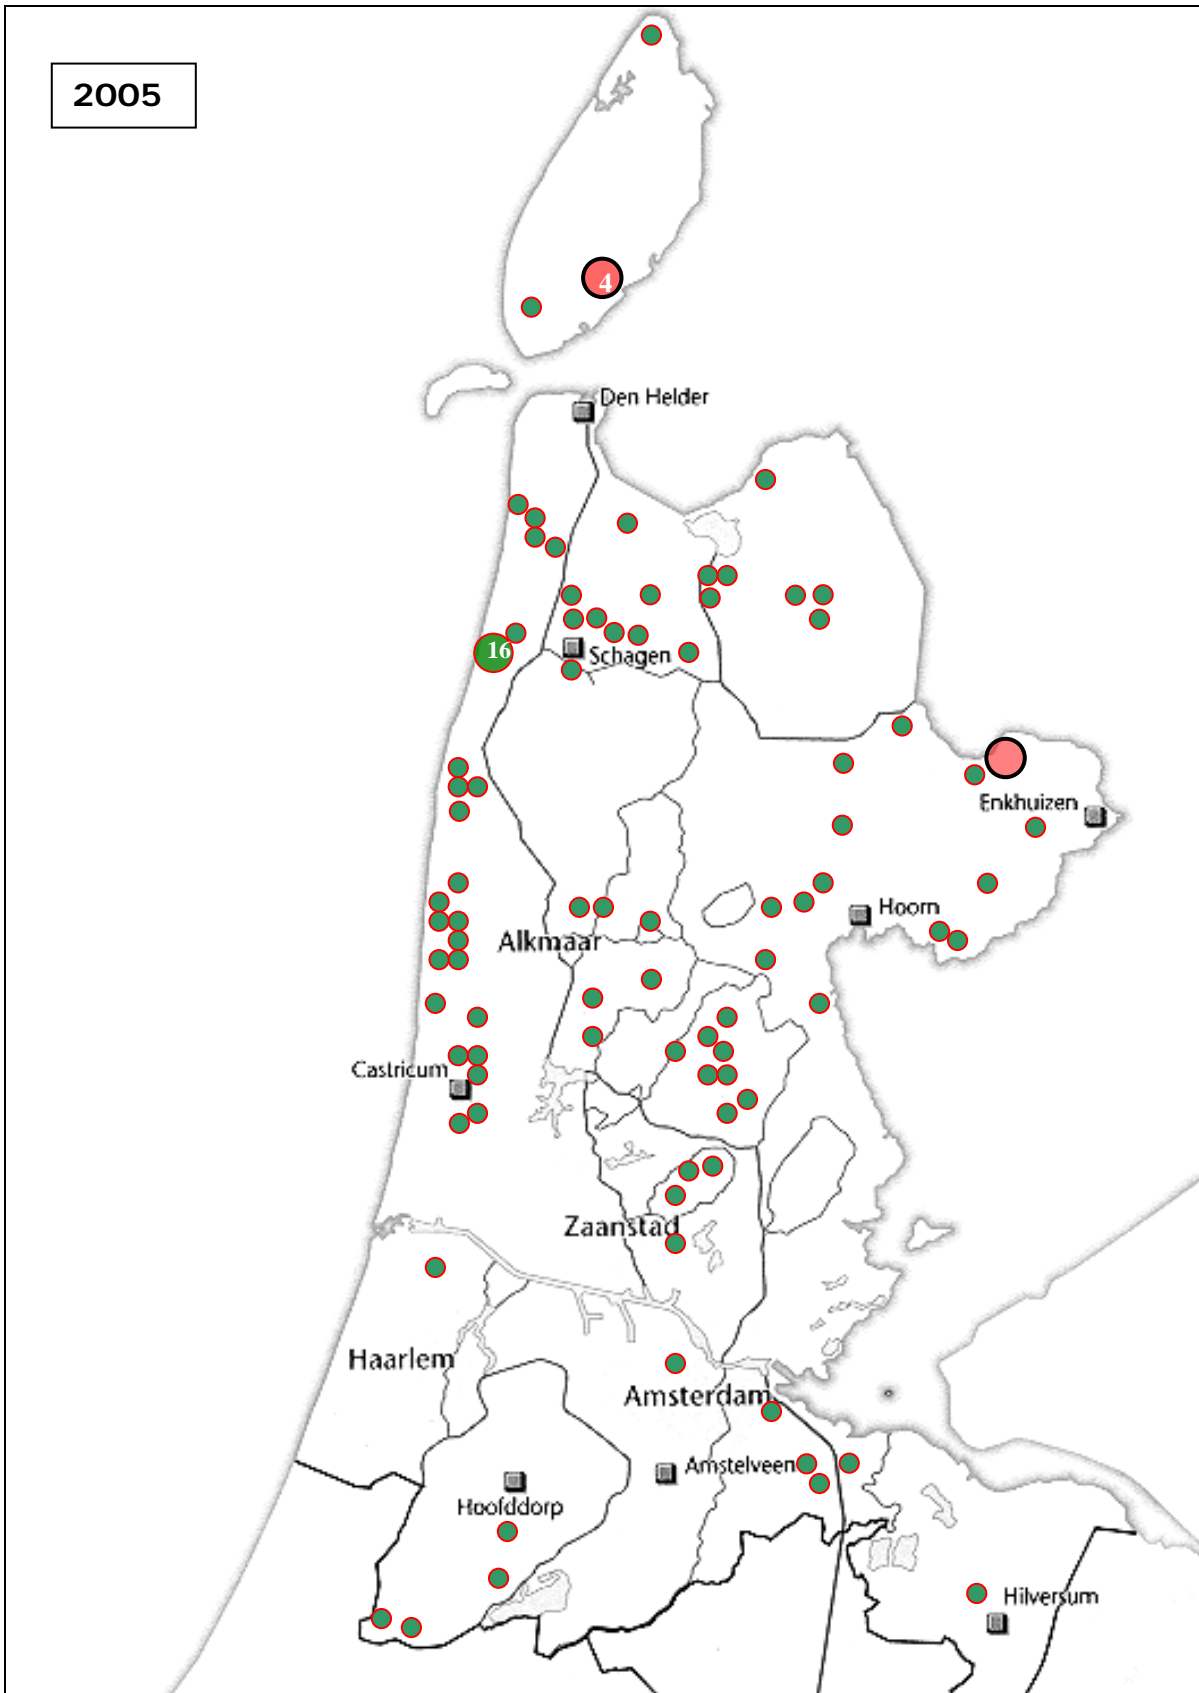 2005
4
Den Helder
16
Schagen
Enkhuizen
Hoorn
Alkmaar
Castricum
Zaanstad
Haarlem
Amsterdam
Amstelveen
Hoofddorp
Hilversum